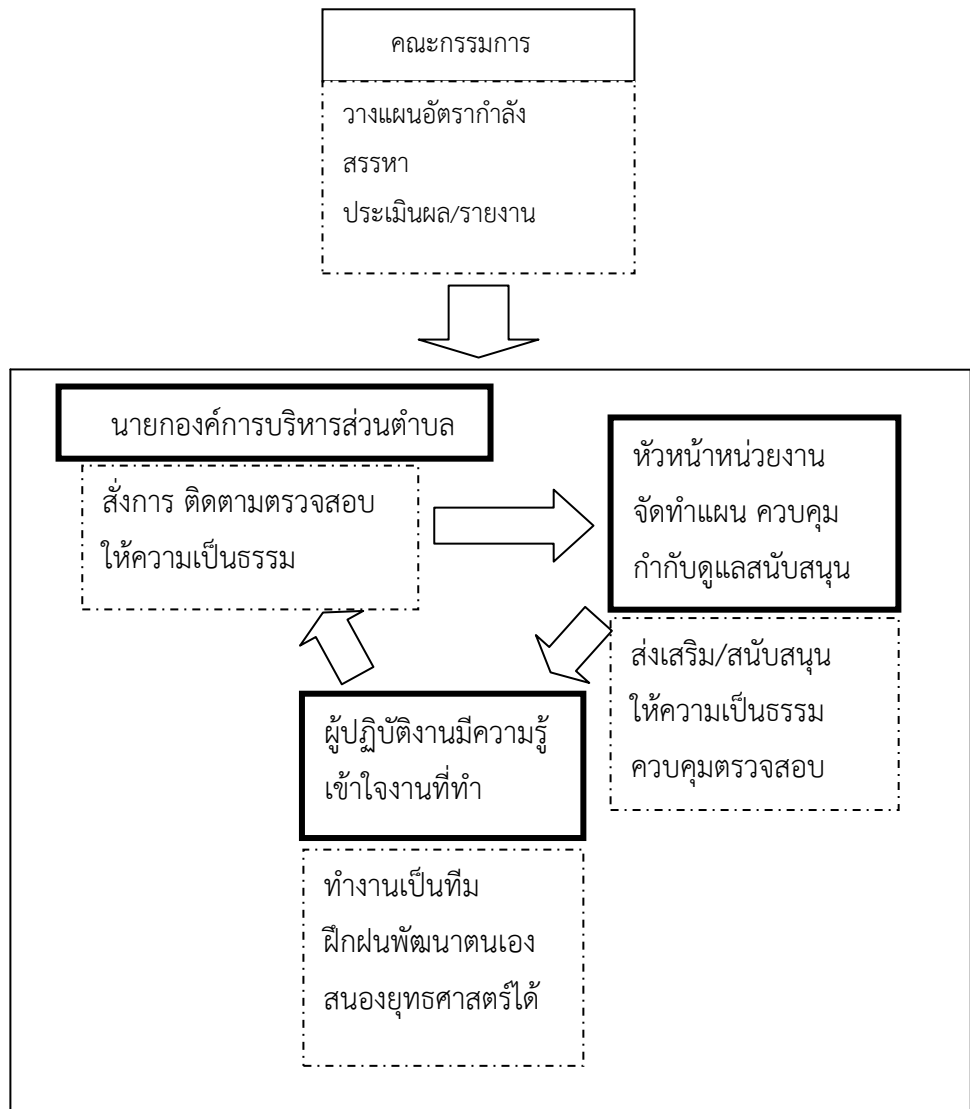 คณะกรรมการ
วางแผนอัตรากำลัง
สรรหา
ประเมินผล/รายงาน
นายกองค์การบริหารส่วนตำบล
สั่งการ ติดตามตรวจสอบ
ให้ความเป็นธรรม
หัวหน้าหน่วยงาน
จัดทำแผน ควบคุม
กำกับดูแลสนับสนุน
ส่งเสริม/สนับสนุน
ให้ความเป็นธรรม
ควบคุมตรวจสอบ
ผู้ปฏิบัติงานมีความรู้
เข้าใจงานที่ทำ
ทำงานเป็นทีม
ฝึกฝนพัฒนาตนเอง
สนองยุทธศาสตร์ได้